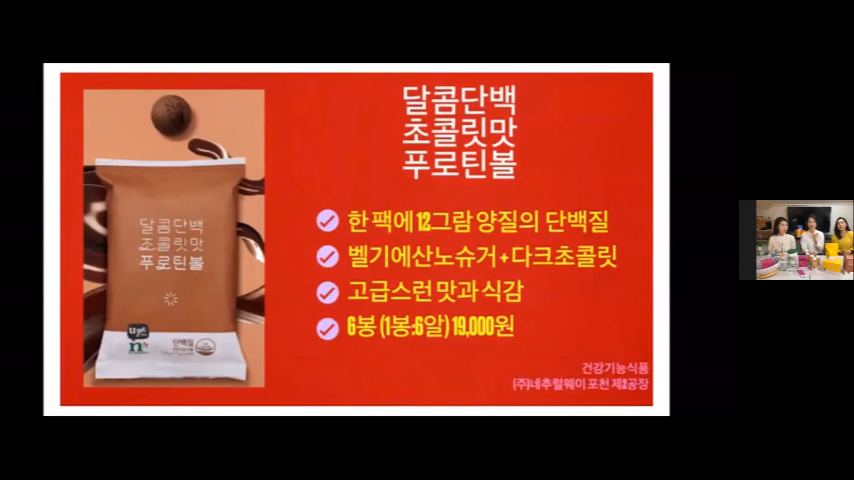 달콤단백
초콜릿맛
푸로틴볼
한 팩에 12그람 양질의 단백질
벨기에산노슈거+다크초콜릿
고급스런 맛과 식감
6봉 (1봉:6알) 19,000원
건강기능식품
(주)네추럴웨이 포천 제2공장
달콤단백
초콜릿맛
푸로틴볼
단백질